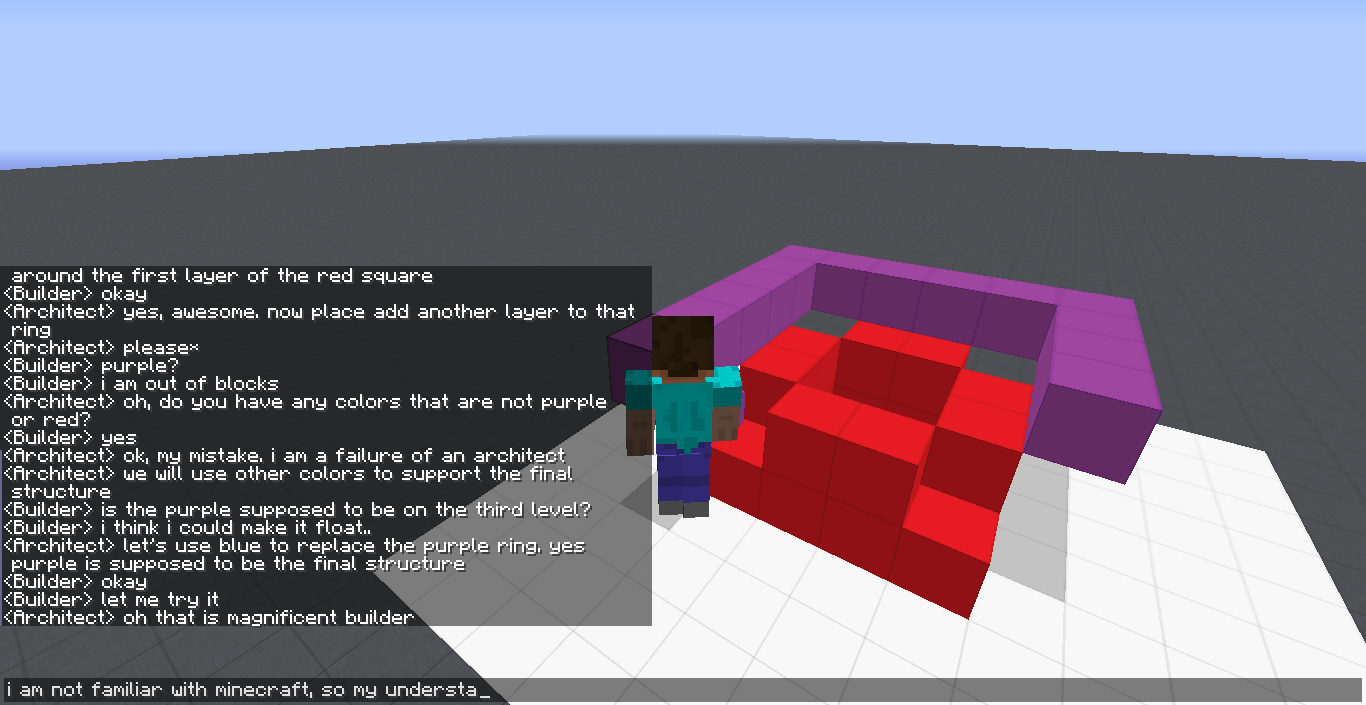 around the first layer of the red square
<Builder> okay
<Architect> yes, awesome. now place add another layer to that
ring
<Architect> please*
<Builder> purple?
<Builder> i am out of blocks
<Architect> oh, do you have any colors that are not purple
or red?
<Builder> yes
<Architect> ok, my mistake. i am a failure of an architect
<Architect> we will use other colors to support the final
structure
<Builder> is the purple supposed to be on the third level?
<Builder> i think i could make it float..
<Architect> let's use blue to replace the purple ring. yes
purple is supposed to be the final structure
<Builder> okay
<Builder> let me try it
<Architect> oh that is magnificent builder
i am not familiar with minecraft, so my understa_